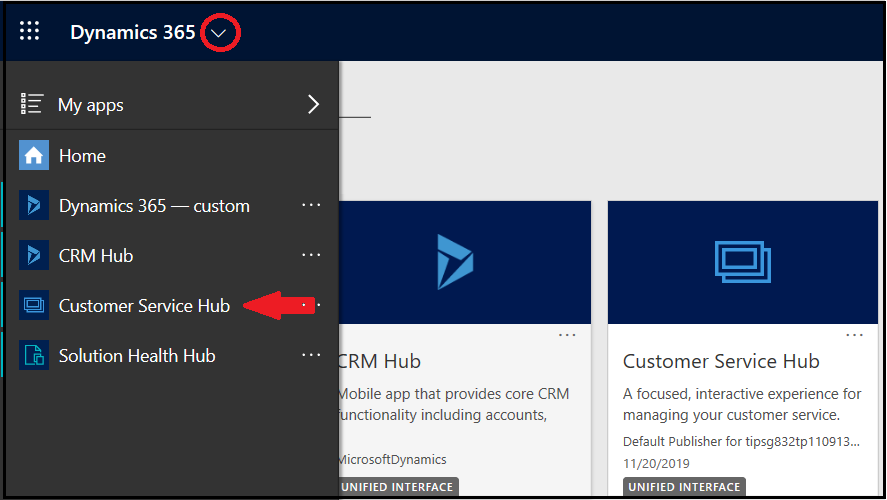 Dynamics 365
My apps
Home
Dynamics 365 — custom
CRM Hub
Customer Service Hub
Solution Health Hub
CRM Hub
Mobile app that provides core CRM
functionality including accounts,
MicrosoftDynamics
UNIFIED INTERFACE
Customer Service Hub
A focused, interactive experience for
managing your customer service.
Default Publisher for tipsg832tp110913...
11/20/2019
UNIFIED INTERFACE